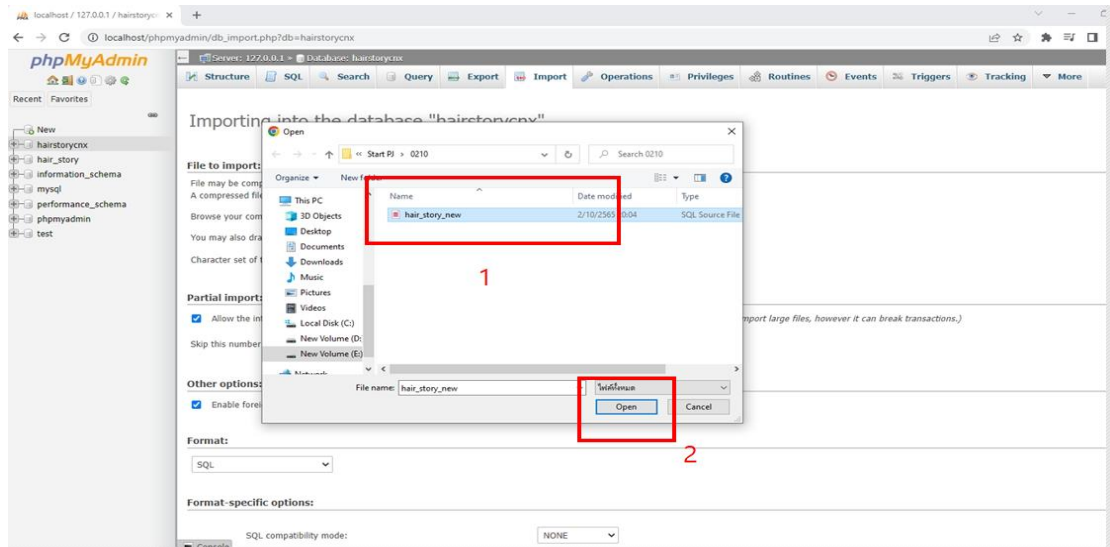 localhost / 127.0.0.1 / hairstoryc
localhost/phpmyadmin/db_import.php?db=hairstorycnx
phpMyAdmin
Recent Favorites
New
hairstorycnx
hair_story
information_schema
mysql
performance_schema
phpmyadmin
test
Server: 127.0.0.1 » Database: hairstorycnx
Structure SQL Search Query Export Import Operations Privileges Routines Events Triggers Tracking More
Importing into the database "hairstorycnx"
File to import:
File may be comp
A compressed file
Browse your com
You may also dra
Character set of t
Partial import:
Allow the in
mport large files, however it can break transactions.)
Skip this number
Other options:
Enable forei
Format:
SQL
Format-specific options:
SQL compatibility mode: NONE
Console
Open
« Start PJ › 0210
Search 0210
Organize New folder
This PC
3D Objects
Desktop
Documents
Downloads
Music
Pictures
Videos
Local Disk (C:)
New Volume (D:
New Volume (E:)
Network
Name Date modified Type
hair_story_new 2/10/2565 20:04 SQL Source File
1
File name: hair_story_new ไฟล์ทั้งหมด
Open Cancel
2